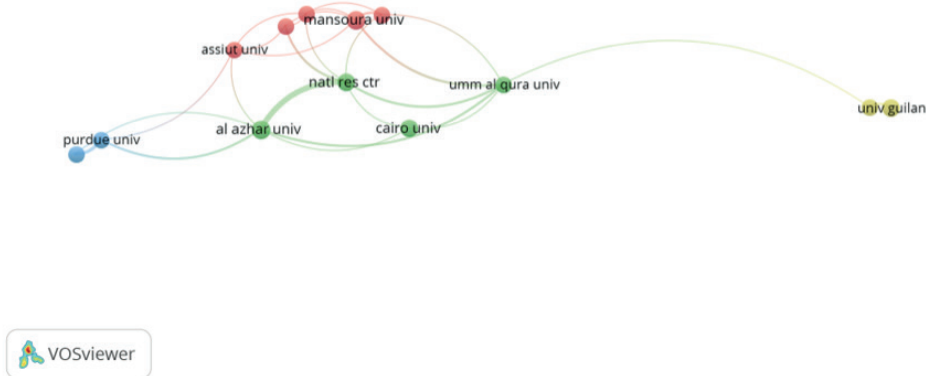 mansoura univ
assiut univ
natl res ctr
umm al qura univ
univ guilan
al azhar univ
cairo univ
purdue univ
VOSviewer